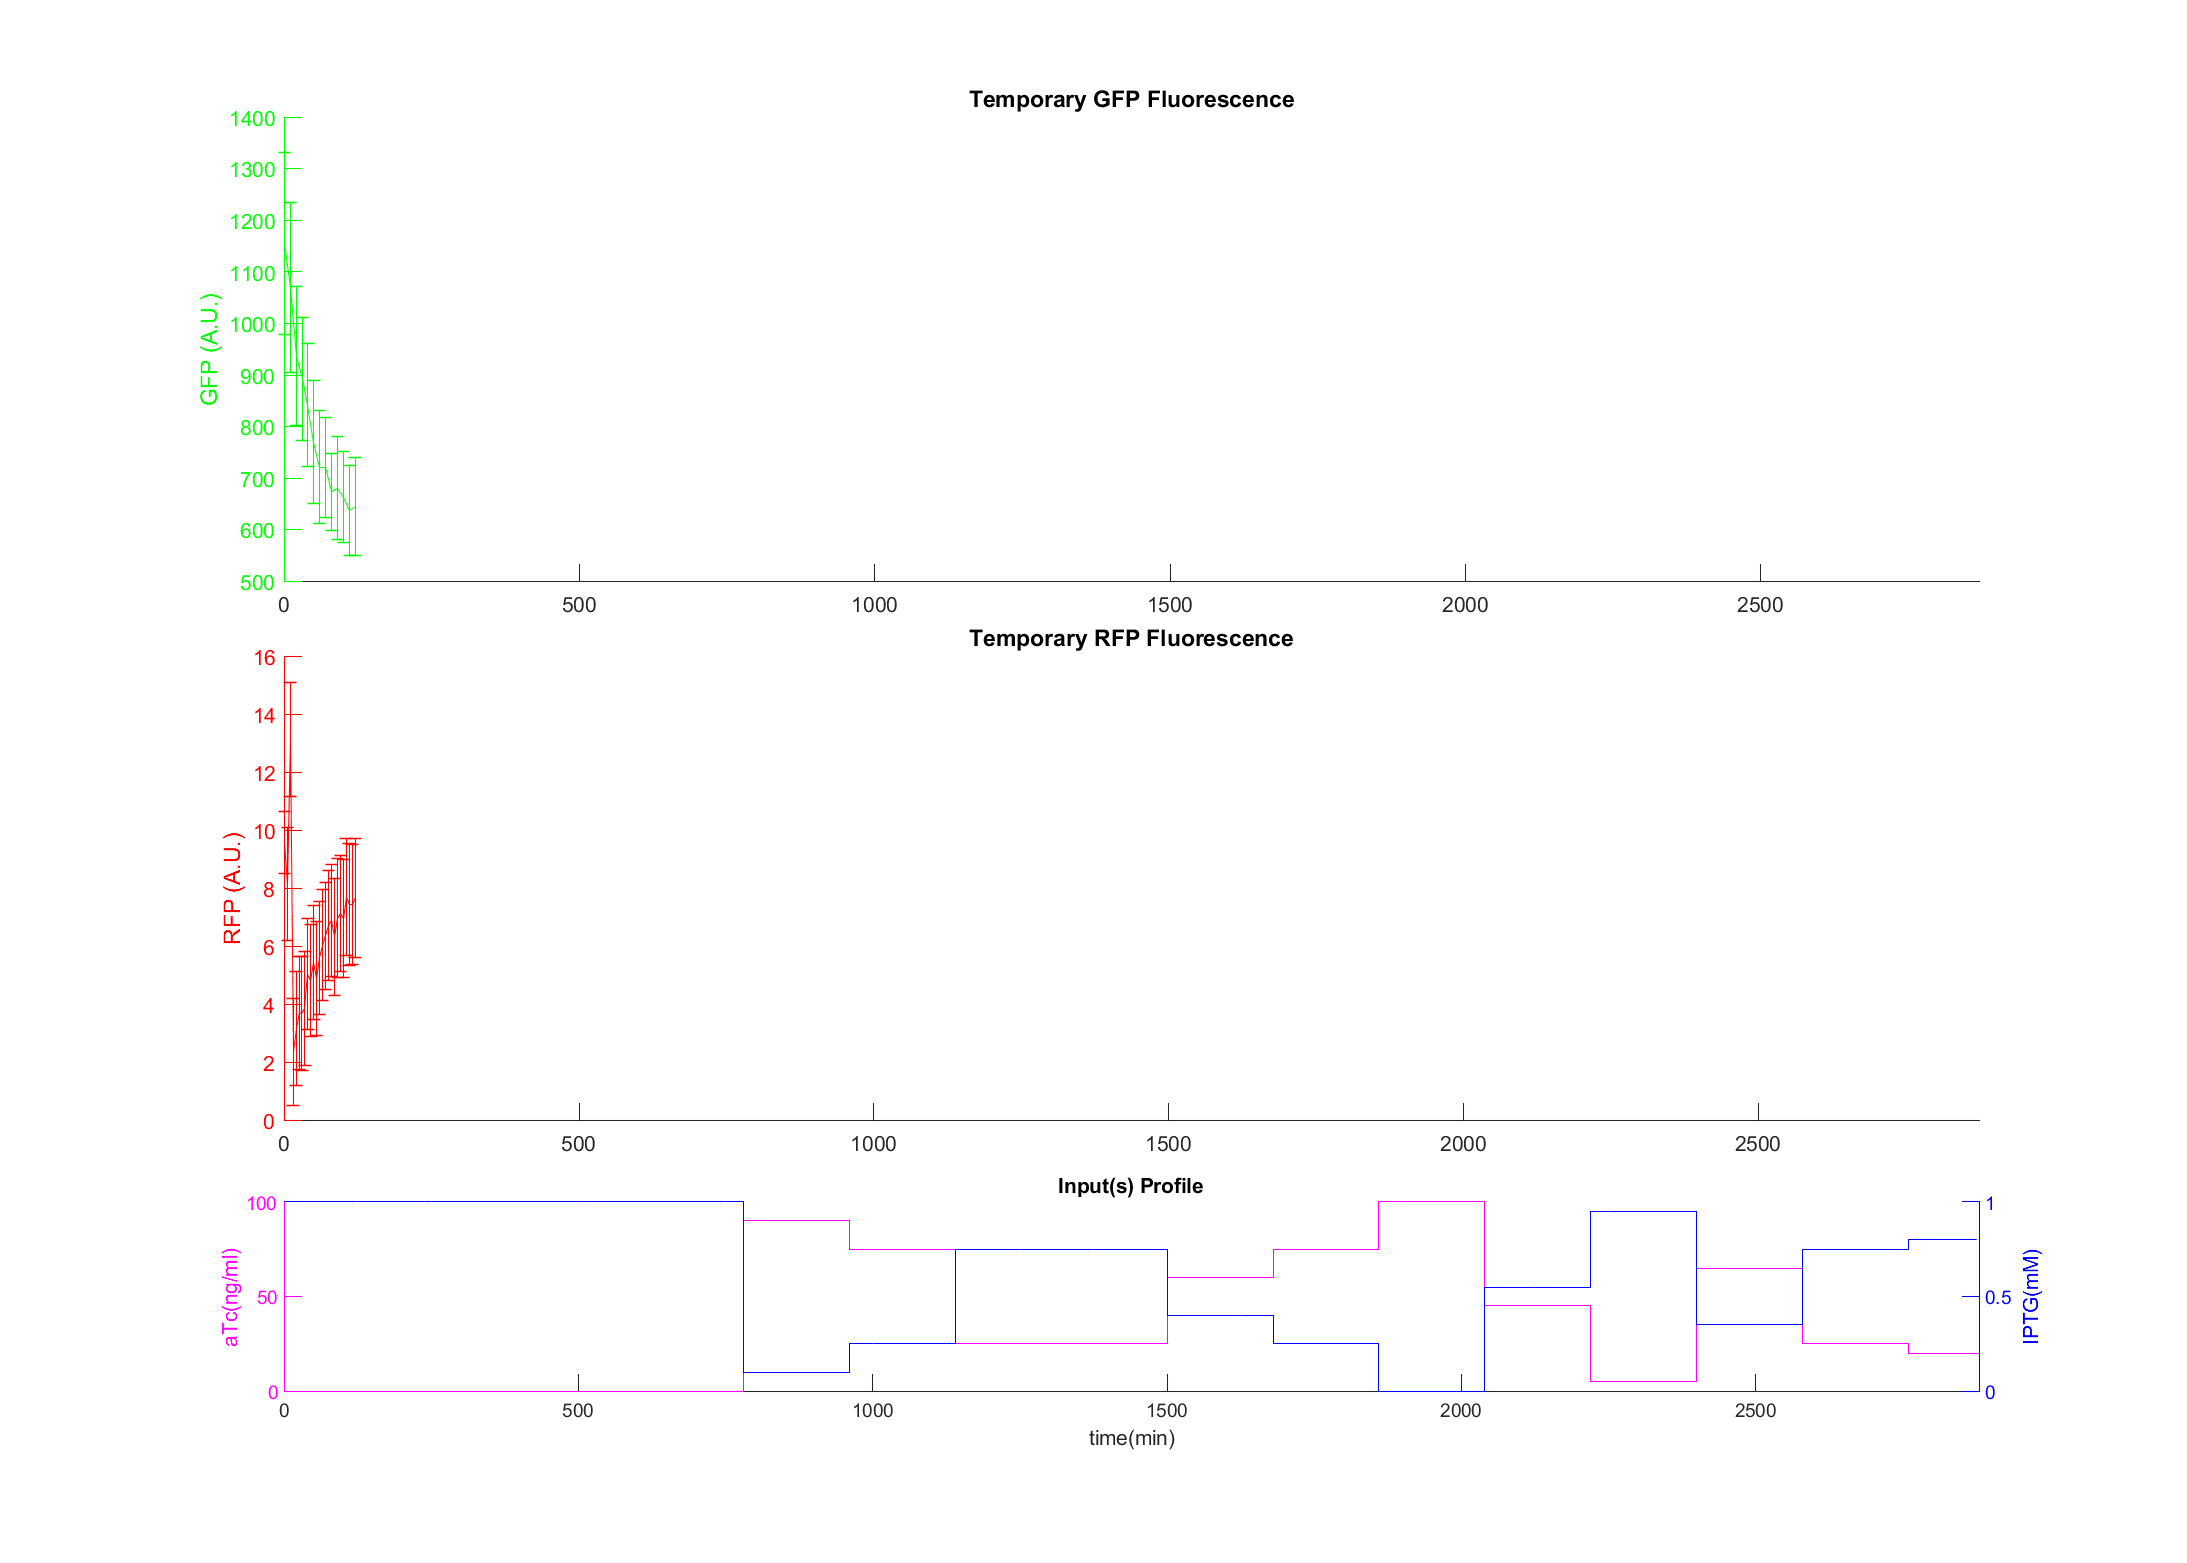 Temporary GFP Fluorescence
1400
1300
1200
1100
1000
900
800
700
600
500
GFP (A.U.)
0 500 1000 1500 2000 2500
Temporary RFP Fluorescence
16
14
12
10
8
6
4
2
0
RFP (A.U.)
0 500 1000 1500 2000 2500
Input(s) Profile
100
50
0
aTc(ng/ml)
1
0.5
0
IPTG(mM)
0 500 1000 1500 2000 2500
time(min)